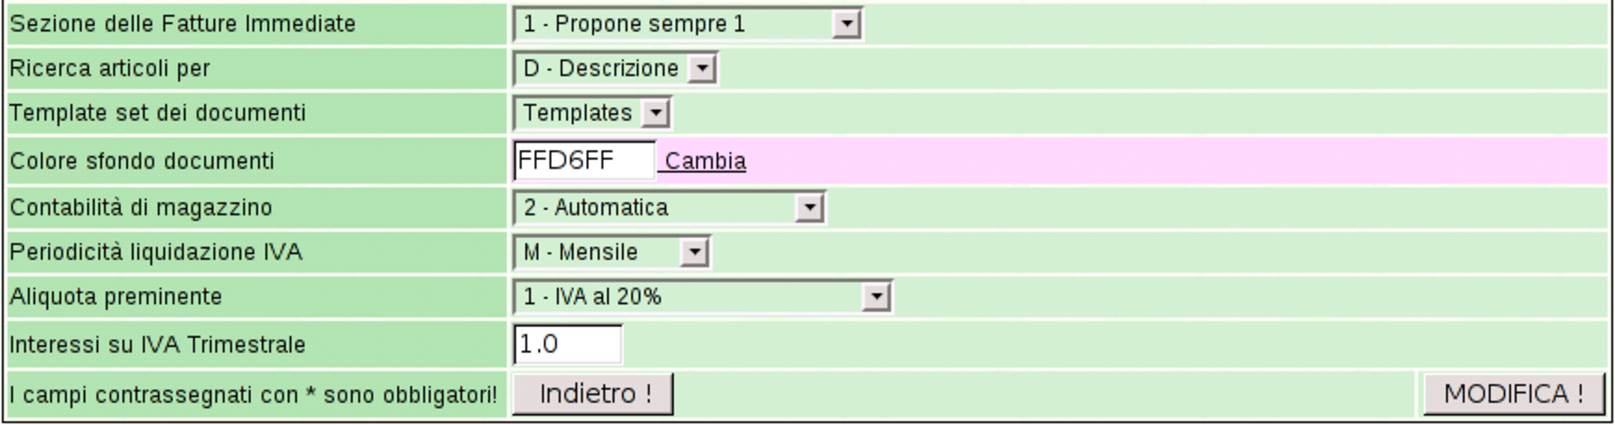 Sezione delle Fatture Immediate 1 - Propone sempre 1
Ricerca articoli per D - Descrizione
Template set dei documenti Templates
Colore sfondo documenti FFD6FF Cambia
Contabilità di magazzino 2 - Automatica
Periodicità liquidazione IVA M - Mensile
Aliquota preminente 1 - IVA al 20%
Interessi su IVA Trimestrale 1.0
I campi contrassegnati con * sono obbligatori! Indietro ! MODIFICA !